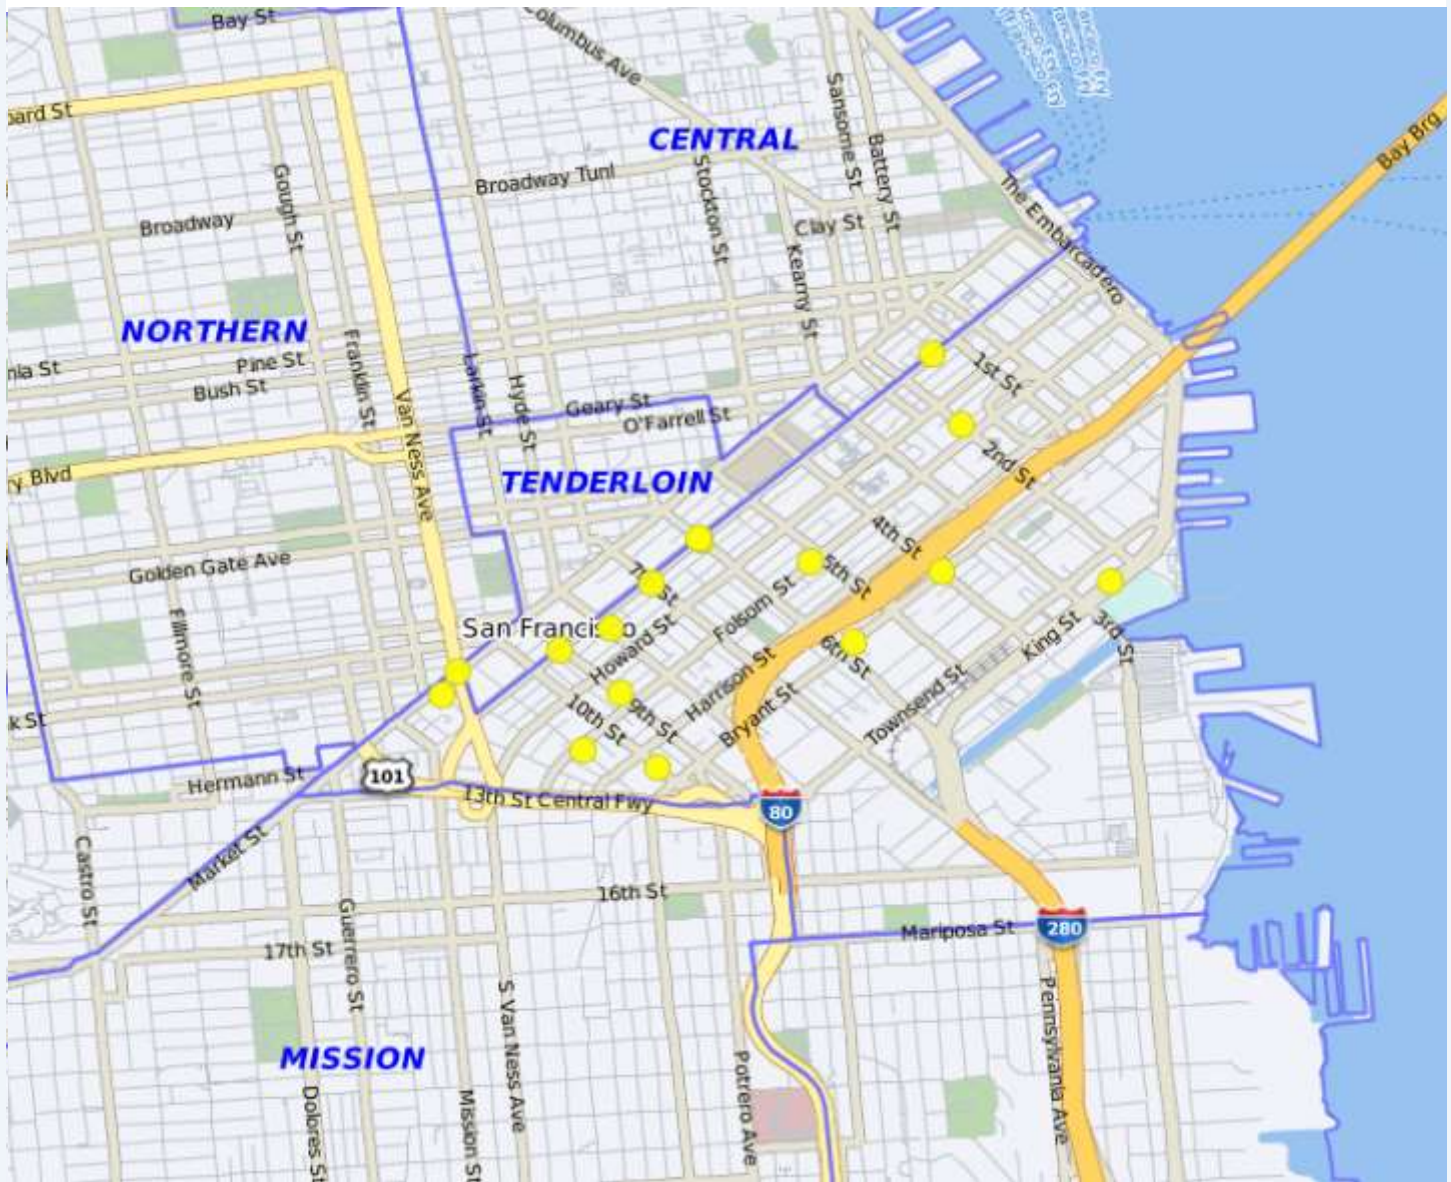 Bay St
Columbus Ave
ard St
CENTRAL
Sansome St
Battery St
Bay Brg
Gough St
Broadway Tunl
Stockton St
The Embarcadero
Broadway
Clay St
Kearny St
NORTHERN
Franklin St
Pine St
nia St
Bush St
Larkin St
Hyde St
Van Ness Ave
Geary St
O'Farrell St
1st St
2nd St
ry Blvd
TENDERLOIN
4th St
Golden Gate Ave
7th St
5th St
Folsom St
Fillmore St
San Francisco
Howard St
6th St
King St
3rd St
Harrison St
Townsend St
Bryant St
9th St
10th St
k St
Hermann St
101
13th St Central Fwy
80
Market St
Castro St
16th St
Guerrero St
Mariposa St
280
17th St
S Van Ness Ave
Pennsylvania Ave
MISSION
Potrero Ave
Dolores St
Mission St